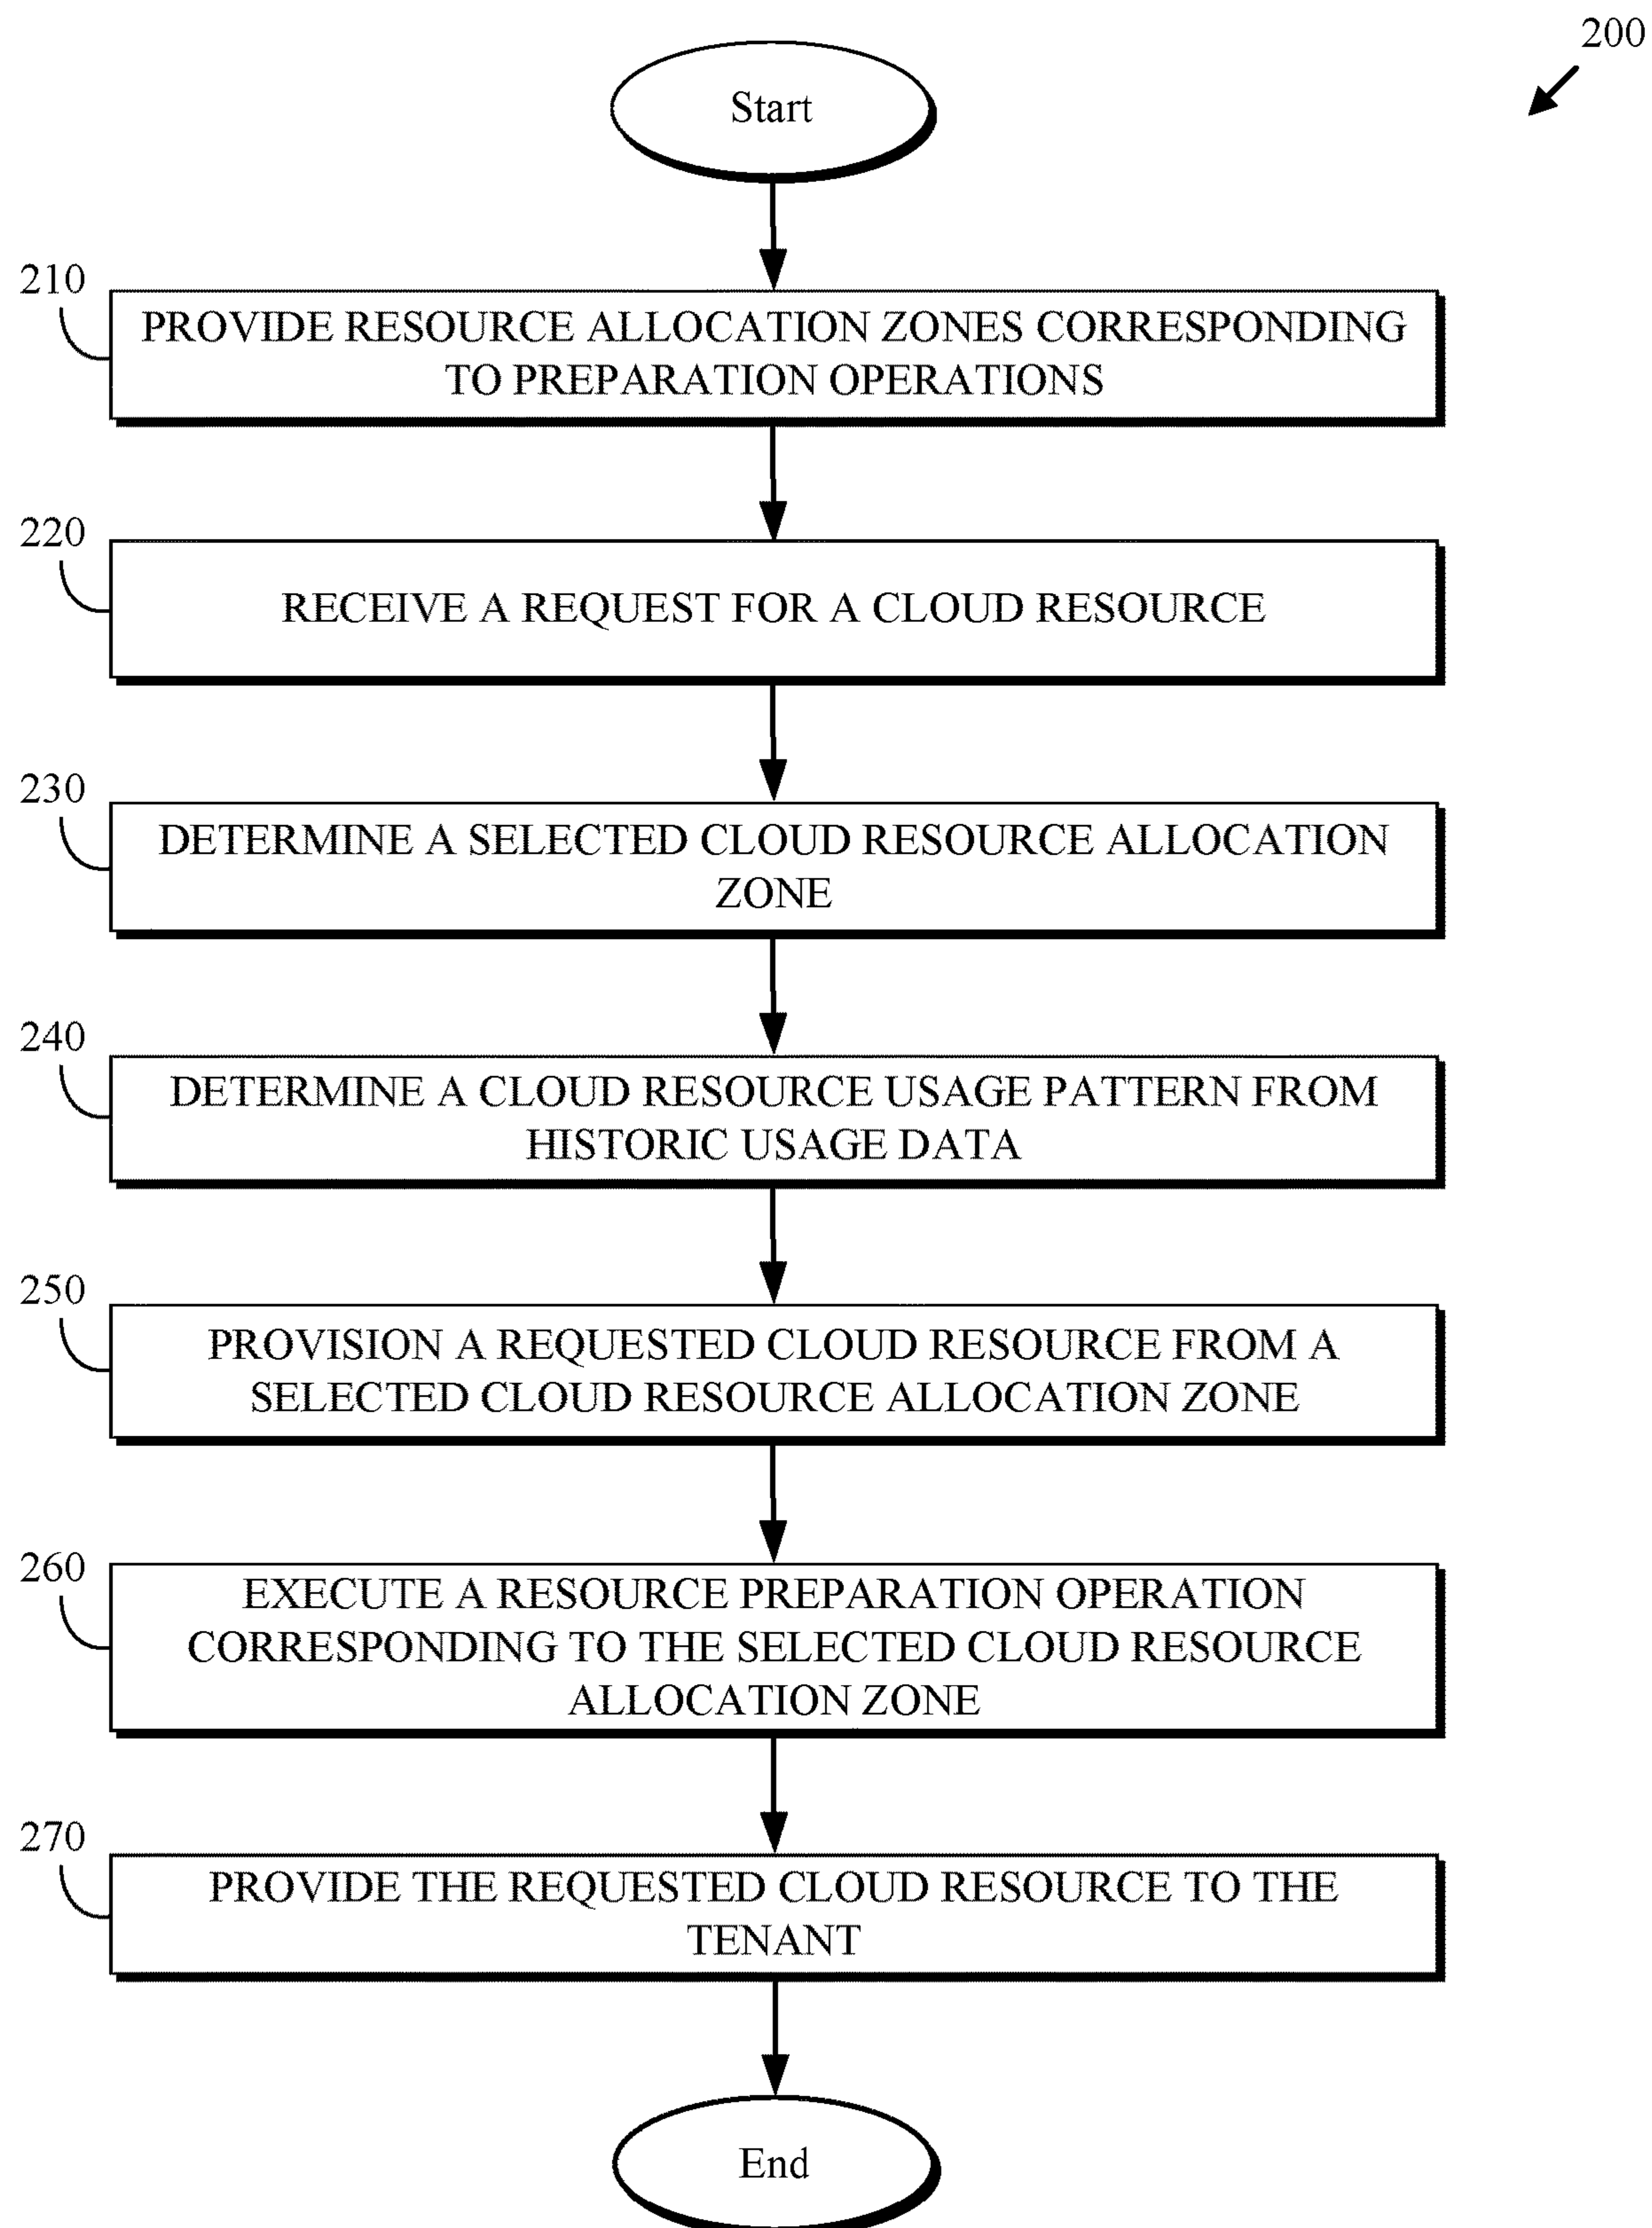 200
Start
210
PROVIDE RESOURCE ALLOCATION ZONES CORRESPONDING
TO PREPARATION OPERATIONS
220
RECEIVE A REQUEST FOR A CLOUD RESOURCE
230
DETERMINE A SELECTED CLOUD RESOURCE ALLOCATION
ZONE
240
DETERMINE A CLOUD RESOURCE USAGE PATTERN FROM
HISTORIC USAGE DATA
250
PROVISION A REQUESTED CLOUD RESOURCE FROM A
SELECTED CLOUD RESOURCE ALLOCATION ZONE
260
EXECUTE A RESOURCE PREPARATION OPERATION
CORRESPONDING TO THE SELECTED CLOUD RESOURCE
ALLOCATION ZONE
270
PROVIDE THE REQUESTED CLOUD RESOURCE TO THE
TENANT
End